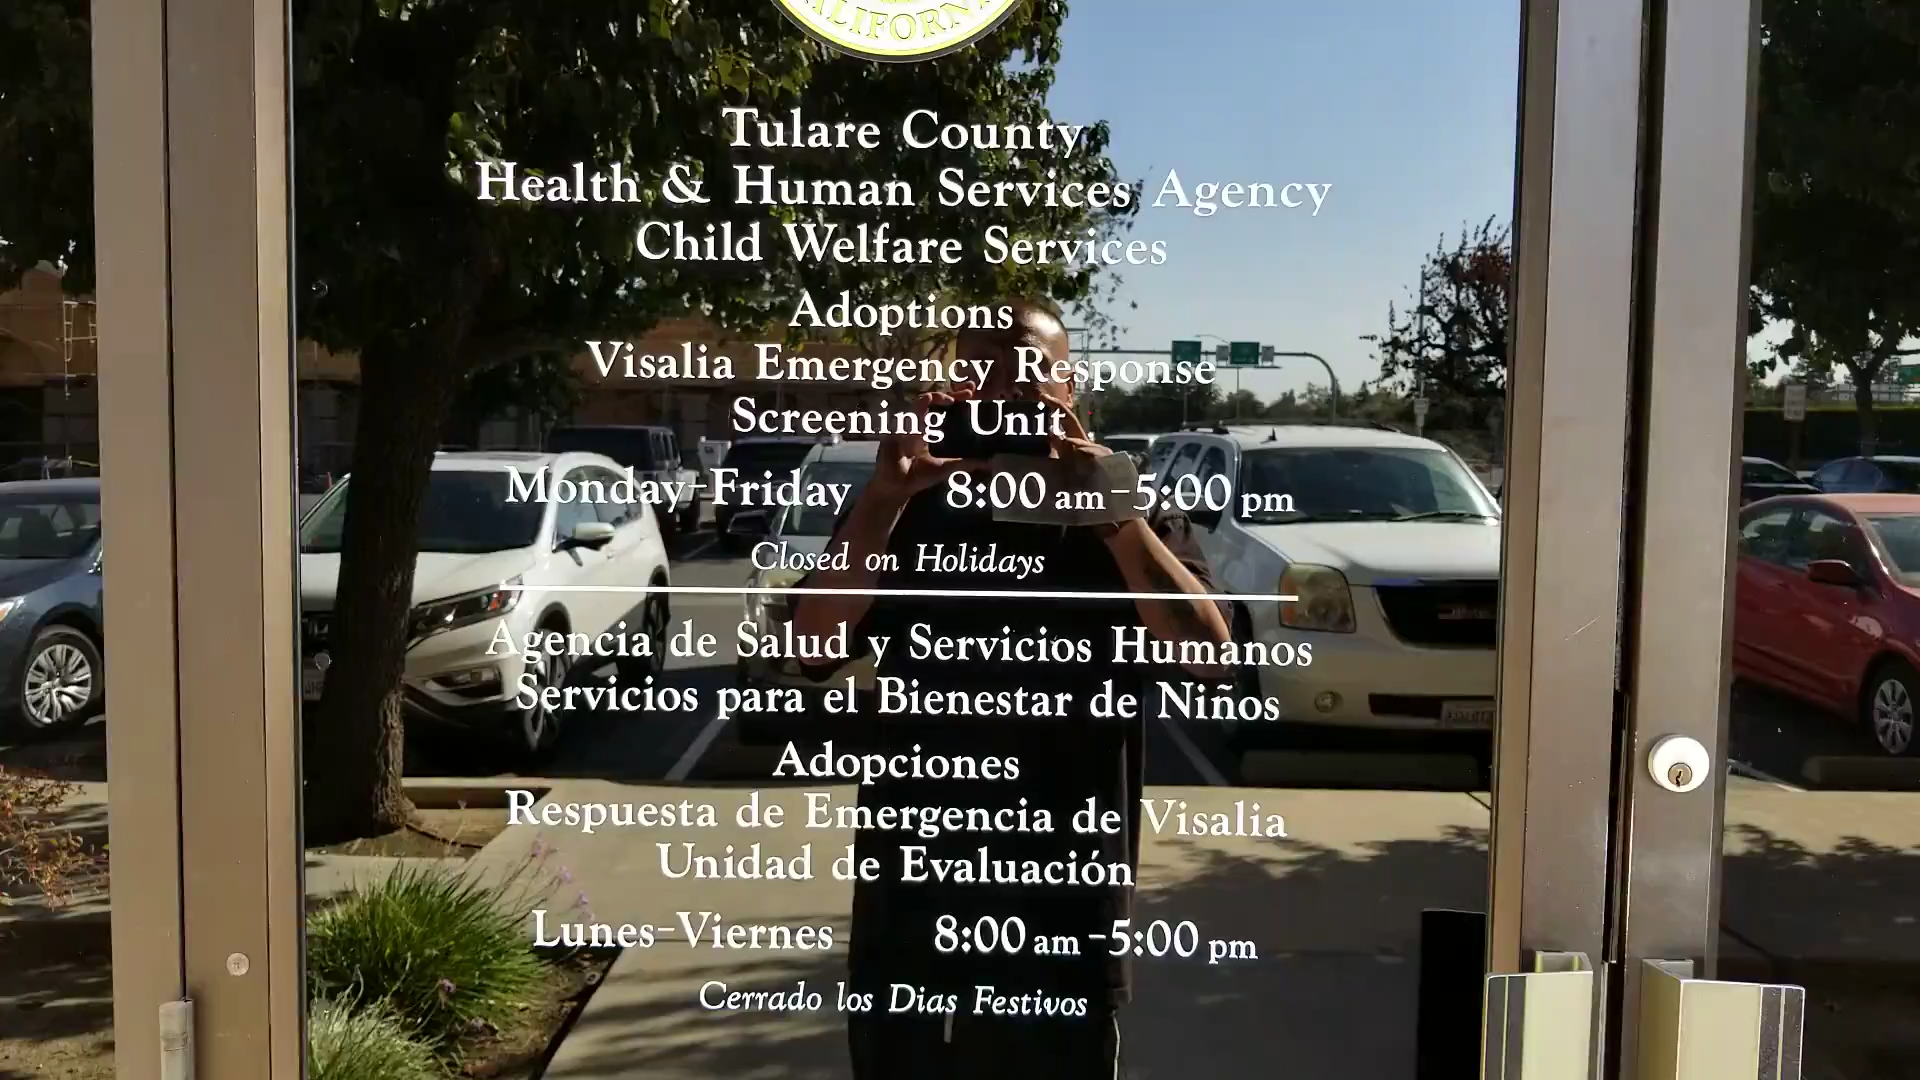 CALIFORNIA
Tulare County
Health & Human Services Agency
Child Welfare Services
Adoptions
Visalia Emergency Response
Screening Unit
Monday-Friday 8:00 am-5:00 pm
Closed on Holidays
Agencia de Salud y Servicios Humanos
Servicios para el Bienestar de Niños
Adopciones
Respuesta de Emergencia de Visalia
Unidad de Evaluación
Lunes-Viernes 8:00 am-5:00 pm
Cerrado los Dias Festivos